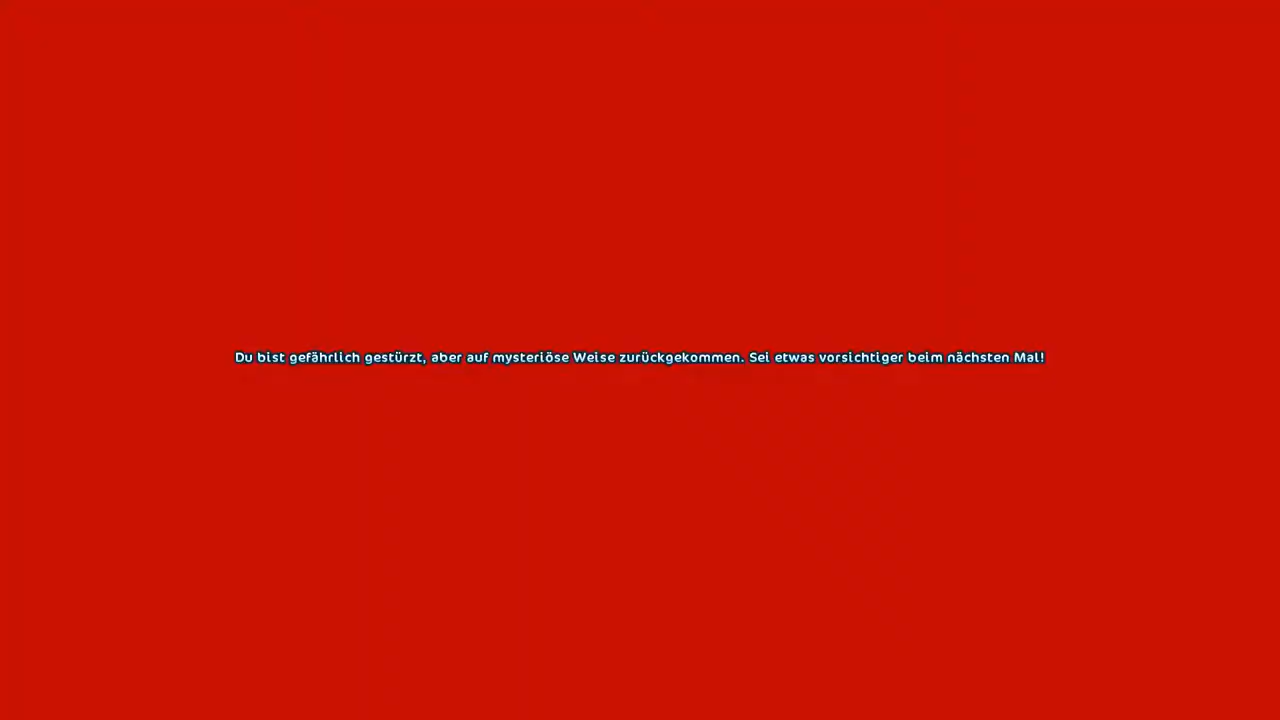 Du bist gefährlich gestürzt, aber auf mysteriöse Weise zurückgekommen. Sei etwas vorsichtiger beim nächsten Mal!